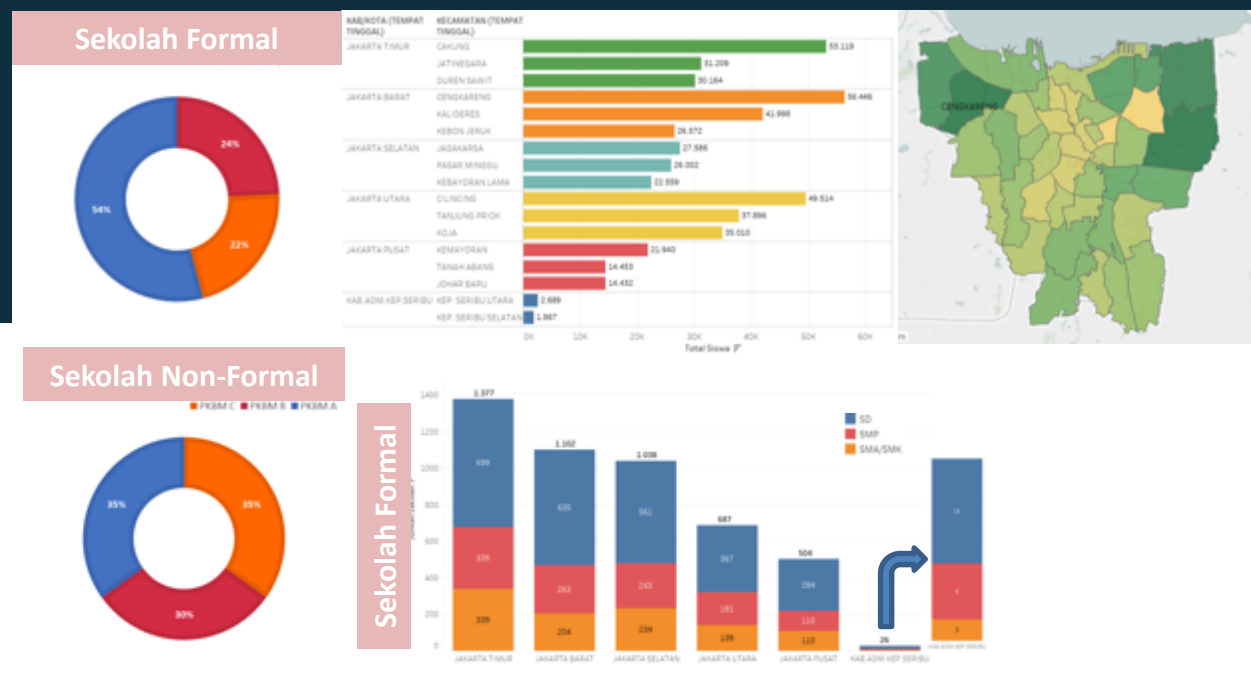 Sekolah Formal
24%
54%
22%
KAB/KOTA (TEMPAT TINGGAL)
KECAMATAN (TEMPAT TINGGAL)
JAKARTA TIMUR CAKUNG 53.119
JATINEGARA 31.209
DUREN SAWIT 30.164
JAKARTA BARAT CENGKARENG 56.446
KALIDERES 41.998
KEBON JERUK 26.572
JAKARTA SELATAN JAGAKARSA 27.586
PASAR MINGGU 26.002
KEBAYORAN LAMA 22.559
JAKARTA UTARA CILINCING 49.514
TANJUNG PRIOK 37.896
KOJA 35.010
JAKARTA PUSAT KEMAYORAN 21.940
TANAH ABANG 14.453
JOHAR BARU 14.432
KAB.ADM.KEP.SERIBU KEP. SERIBU UTARA 2.689
KEP. SERIBU SELATAN 1.867
0K 10K 20K 30K 40K 50K 60K
Total Siswa
CENGKARENG
Sekolah Non-Formal
PKBM C PKBM B PKBM A
35%
35%
30%
Sekolah Formal
1400
1200
1000
800
600
400
200
0
SD
SMP
SMA/SMK
1.377
699
339
339
1.102
635
263
204
1.038
561
243
234
687
367
181
139
504
284
110
110
26
JAKARTA TIMUR JAKARTA BARAT JAKARTA SELATAN JAKARTA UTARA JAKARTA PUSAT KAB.ADM.KEP.SERIBU
KAB.ADM.KEP.SERIBU